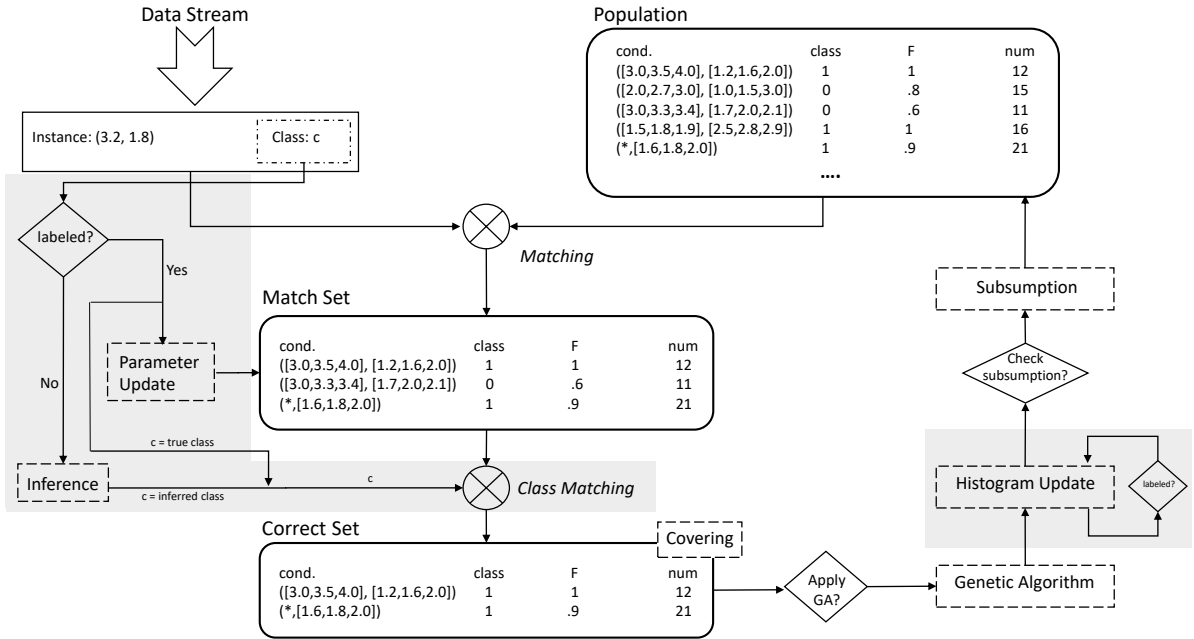 Data Stream
Population
cond. class F num
([3.0,3.5,4.0], [1.2,1.6,2.0]) 1 1 12
([2.0,2.7,3.0], [1.0,1.5,3.0]) 0 .8 15
([3.0,3.3,3.4], [1.7,2.0,2.1]) 0 .6 11
([1.5,1.8,1.9], [2.5,2.8,2.9]) 1 1 16
(*,[1.6,1.8,2.0]) 1 .9 21
....
Instance: (3.2, 1.8)
Class: c
labeled?
Yes
No
Matching
Match Set
cond. class F num
([3.0,3.5,4.0], [1.2,1.6,2.0]) 1 1 12
([3.0,3.3,3.4], [1.7,2.0,2.1]) 0 .6 11
(*,[1.6,1.8,2.0]) 1 .9 21
Parameter
Update
c = true class
Inference
c = inferred class
c
Class Matching
Correct Set
Covering
cond. class F num
([3.0,3.5,4.0], [1.2,1.6,2.0]) 1 1 12
(*,[1.6,1.8,2.0]) 1 .9 21
Apply
GA?
Genetic Algorithm
Histogram Update
labeled?
Check
subsumption?
Subsumption